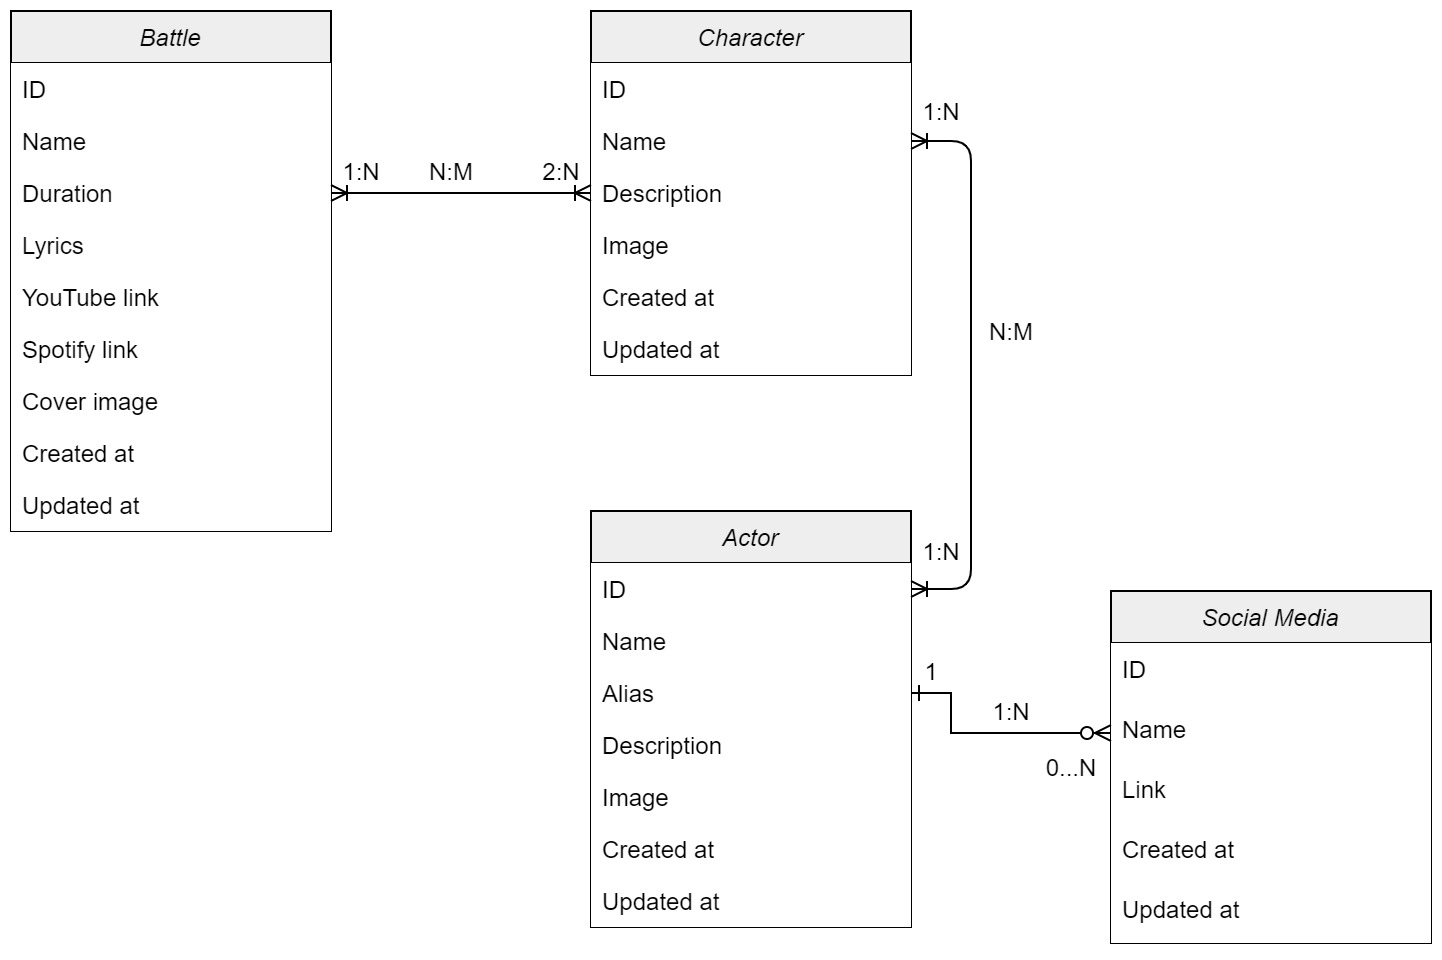 Battle
ID
Name
Duration
Lyrics
YouTube link
Spotify link
Cover image
Created at
Updated at
1:N
N:M
2:N
Character
ID
Name
Description
Image
Created at
Updated at
1:N
N:M
1:N
Actor
ID
Name
Alias
Description
Image
Created at
Updated at
1
1:N
0...N
Social Media
ID
Name
Link
Created at
Updated at